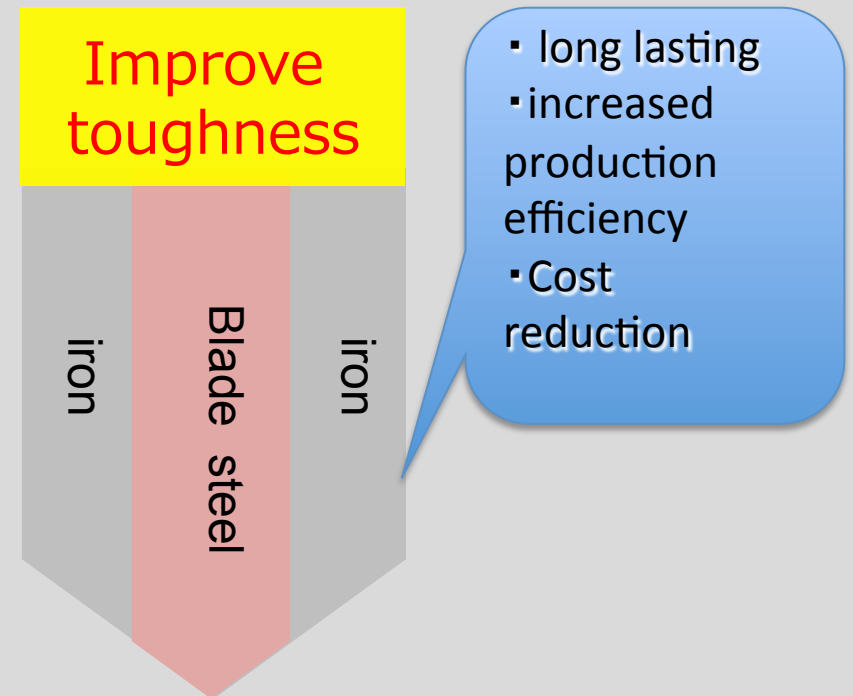 Improve
toughness
iron
Blade steel
iron
・ long lasting
・increased
production
efficiency
・Cost
reduction